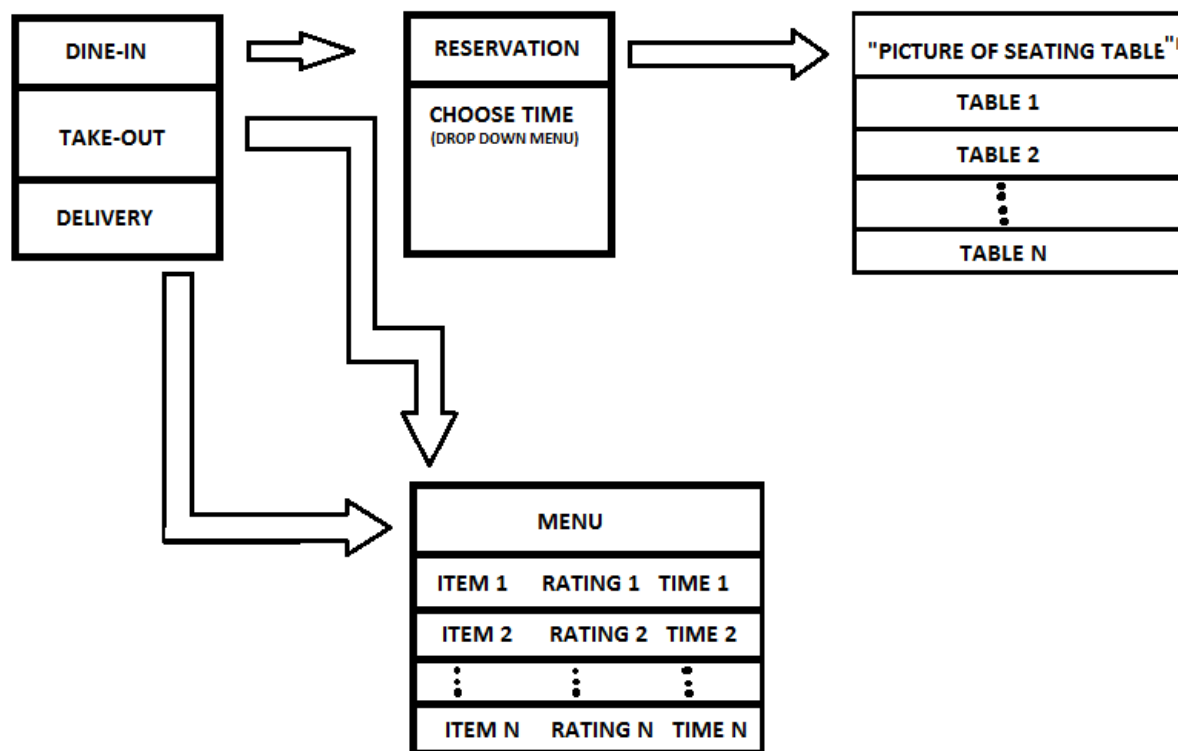 DINE-IN
TAKE-OUT
DELIVERY
RESERVATION
CHOOSE TIME
(DROP DOWN MENU)
"PICTURE OF SEATING TABLE"
TABLE 1
TABLE 2
TABLE N
MENU
ITEM 1 RATING 1 TIME 1
ITEM 2 RATING 2 TIME 2
ITEM N RATING N TIME N